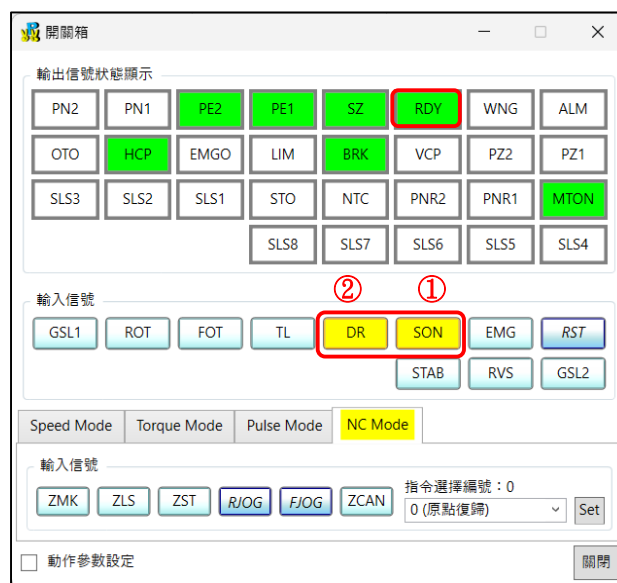 開關箱
輸出信號狀態顯示
PN2 PN1 PE2 PE1 SZ RDY WNG ALM
OTO HCP EMGO LIM BRK VCP PZ2 PZ1
SLS3 SLS2 SLS1 STO NTC PNR2 PNR1 MTON
SLS8 SLS7 SLS6 SLS5 SLS4
② ①
輸入信號
GSL1 ROT FOT TL DR SON EMG RST
STAB RVS GSL2
Speed Mode Torque Mode Pulse Mode NC Mode
輸入信號
指令選擇編號：0
ZMK ZLS ZST RJOG FJOG ZCAN 0 (原點復歸) Set
動作參數設定 關閉